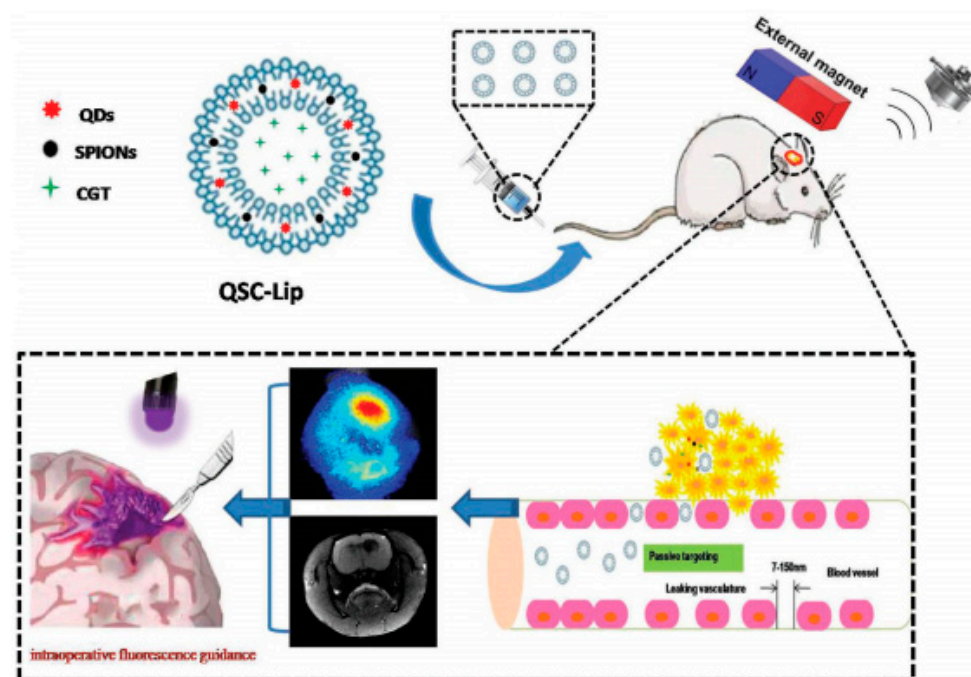 QDs
SPIONs
CGT
QSC-Lip
External magnet
N
S
Passive targeting
Leaking vasculature
7-150nm
Blood vessel
intraoperative fluorescence guidance